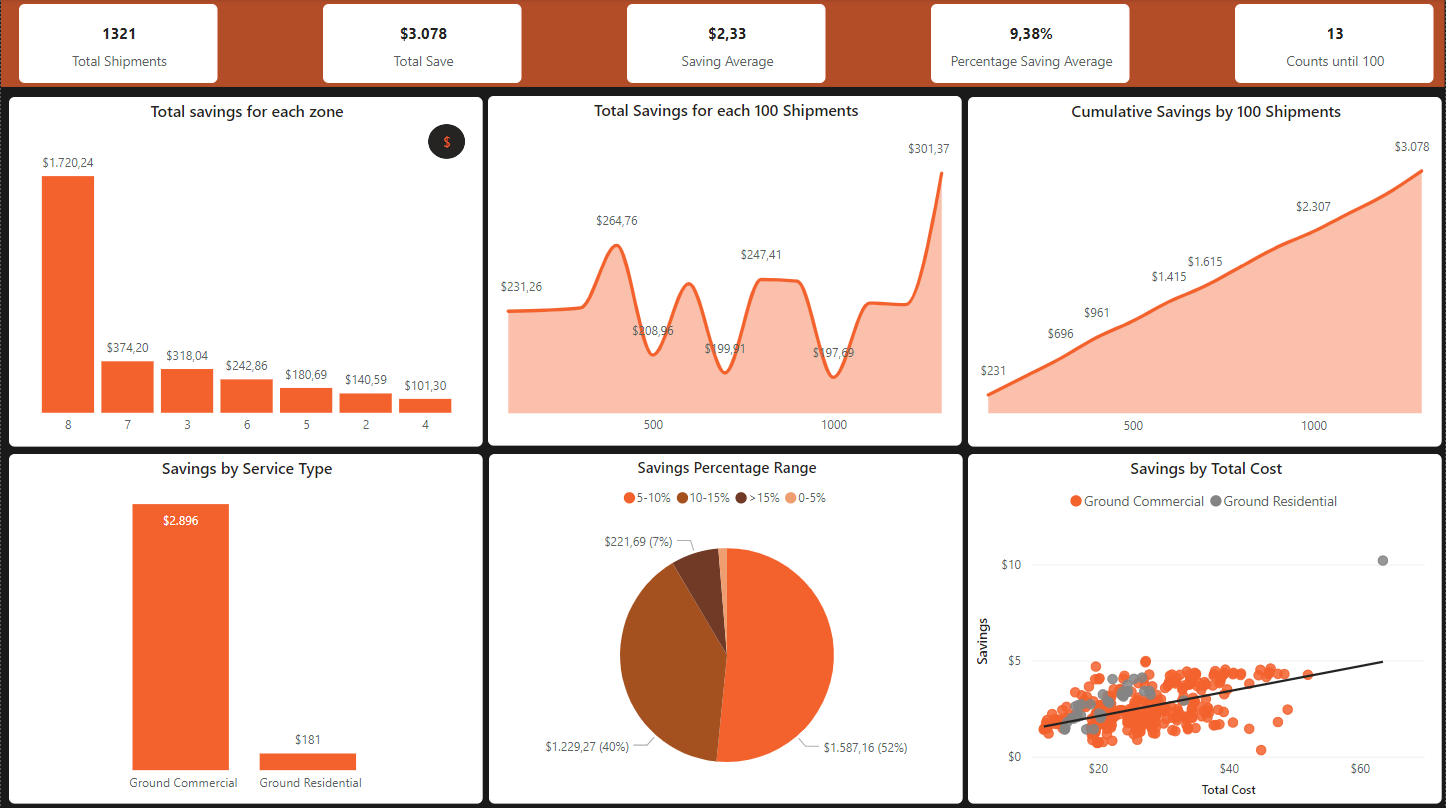 1321
Total Shipments
$3.078
Total Save
$2,33
Saving Average
9,38%
Percentage Saving Average
13
Counts until 100
Total savings for each zone
$
$1.720,24
$374,20
$318,04
$242,86
$180,69
$140,59
$101,30
8 7 3 6 5 2 4
Total Savings for each 100 Shipments
$301,37
$264,76
$247,41
$231,26
$208,96
$199,91
$197,69
500 1000
Cumulative Savings by 100 Shipments
$3.078
$2.307
$1.615
$1.415
$961
$696
$231
500 1000
Savings by Service Type
$2.896
$181
Ground Commercial Ground Residential
Savings Percentage Range
5-10% 10-15% >15% 0-5%
$221,69 (7%)
$1.229,27 (40%)
$1.587,16 (52%)
Savings by Total Cost
Ground Commercial Ground Residential
Savings
$10
$5
$0
$20 $40 $60
Total Cost